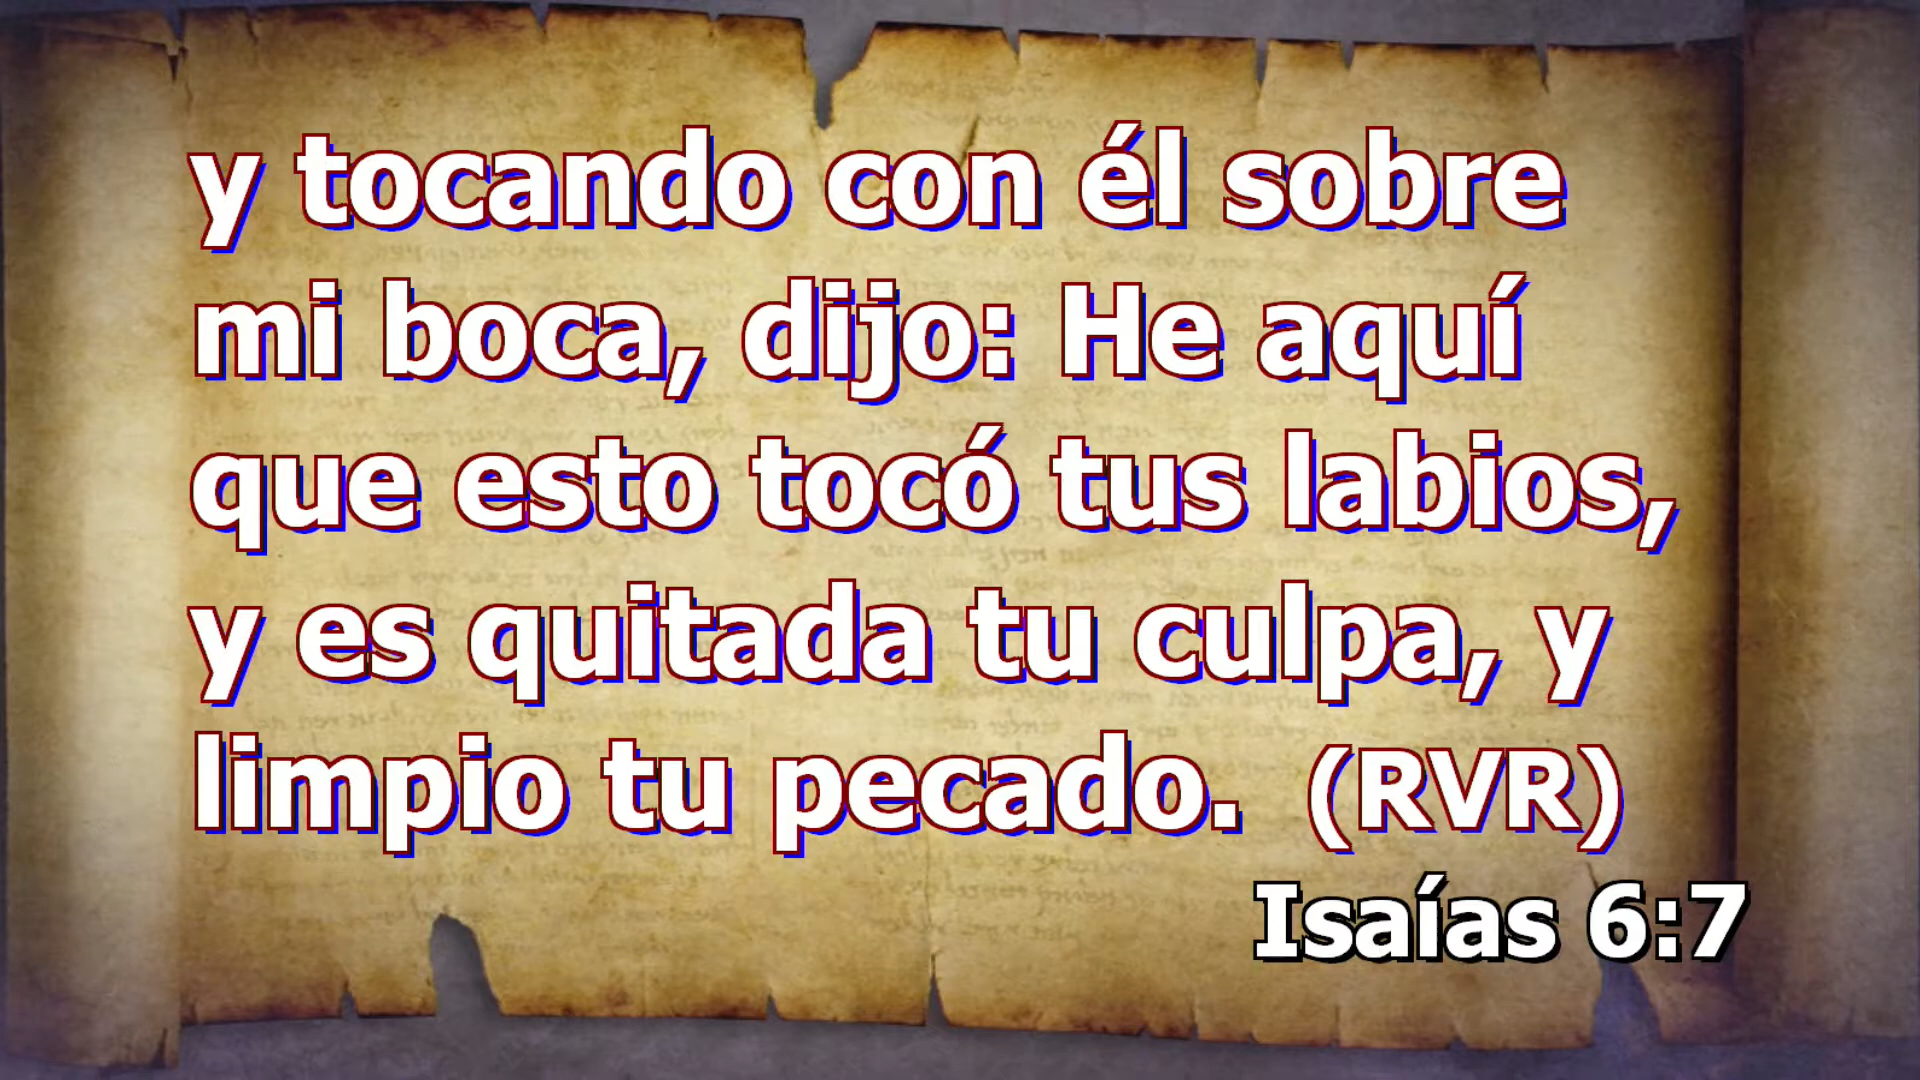 y tocando con él sobre
mi boca, dijo: He aquí
que esto tocó tus labios,
y es quitada tu culpa, y
limpio tu pecado. (RVR)
Isaías 6:7